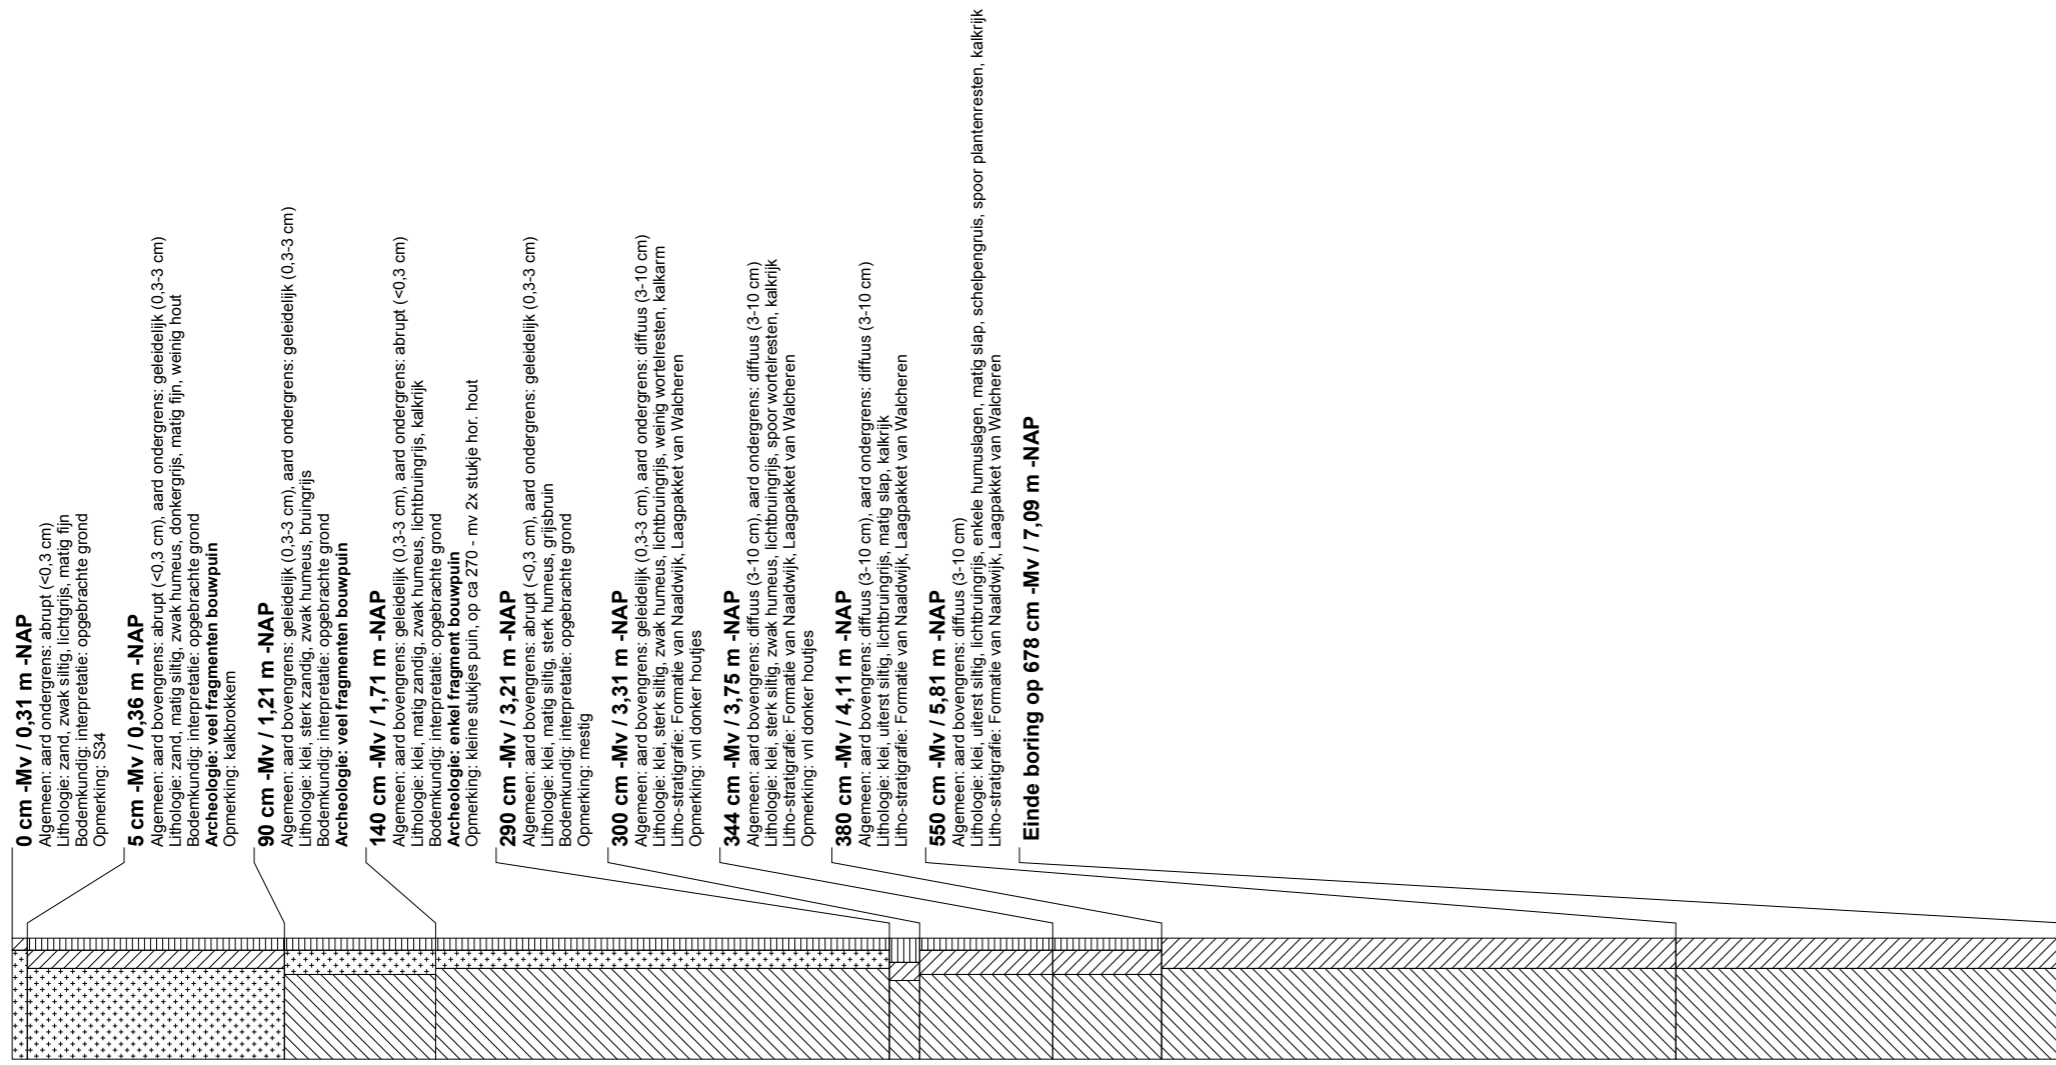 0 cm -Mv / 0,31 m -NAP
Algemeen: aard ondergrens: abrupt (<0,3 cm)
Lithologie: zand, zwak siltig, lichtgrijs, matig fijn
Bodemkundig: interpretatie: opgebrachte grond
Opmerking: S34
5 cm -Mv / 0,36 m -NAP
Algemeen: aard bovengrens: abrupt (<0,3 cm), aard ondergrens: geleidelijk (0,3-3 cm)
Lithologie: zand, matig siltig, zwak humeus, donkergrijs, matig fijn, weinig hout
Bodemkundig: interpretatie: opgebrachte grond
Archeologie: veel fragmenten bouwpuin
Opmerking: kalkbrokkem
90 cm -Mv / 1,21 m -NAP
Algemeen: aard bovengrens: geleidelijk (0,3-3 cm), aard ondergrens: geleidelijk (0,3-3 cm)
Lithologie: klei, sterk zandig, zwak humeus, bruingrijs
Bodemkundig: interpretatie: opgebrachte grond
Archeologie: veel fragmenten bouwpuin
140 cm -Mv / 1,71 m -NAP
Algemeen: aard bovengrens: geleidelijk (0,3-3 cm), aard ondergrens: abrupt (<0,3 cm)
Lithologie: klei, matig zandig, zwak humeus, lichtbruingrijs, kalkrijk
Bodemkundig: interpretatie: opgebrachte grond
Archeologie: enkel fragment bouwpuin
Opmerking: kleine stukjes puin, op ca 270 - mv 2x stukje hor. hout
290 cm -Mv / 3,21 m -NAP
Algemeen: aard bovengrens: abrupt (<0,3 cm), aard ondergrens: geleidelijk (0,3-3 cm)
Lithologie: klei, matig siltig, sterk humeus, grijsbruin
Bodemkundig: interpretatie: opgebrachte grond
Opmerking: mestig
300 cm -Mv / 3,31 m -NAP
Algemeen: aard bovengrens: geleidelijk (0,3-3 cm), aard ondergrens: diffuus (3-10 cm)
Lithologie: klei, sterk siltig, zwak humeus, lichtbruingrijs, weinig wortelresten, kalkarm
Litho-stratigrafie: Formatie van Naaldwijk, Laagpakket van Walcheren
Opmerking: vnl donker houtjes
344 cm -Mv / 3,75 m -NAP
Algemeen: aard bovengrens: diffuus (3-10 cm), aard ondergrens: diffuus (3-10 cm)
Lithologie: klei, sterk siltig, zwak humeus, lichtbruingrijs, spoor wortelresten, kalkrijk
Litho-stratigrafie: Formatie van Naaldwijk, Laagpakket van Walcheren
Opmerking: vnl donker houtjes
380 cm -Mv / 4,11 m -NAP
Algemeen: aard bovengrens: diffuus (3-10 cm), aard ondergrens: diffuus (3-10 cm)
Lithologie: klei, uiterst siltig, lichtbruingrijs, matig slap, kalkrijk
Litho-stratigrafie: Formatie van Naaldwijk, Laagpakket van Walcheren
550 cm -Mv / 5,81 m -NAP
Algemeen: aard bovengrens: diffuus (3-10 cm)
Lithologie: klei, uiterst siltig, lichtbruingrijs, enkele humuslagen, matig slap, schelpengruis, spoor plantenresten, kalkrijk
Litho-stratigrafie: Formatie van Naaldwijk, Laagpakket van Walcheren
Einde boring op 678 cm -Mv / 7,09 m -NAP